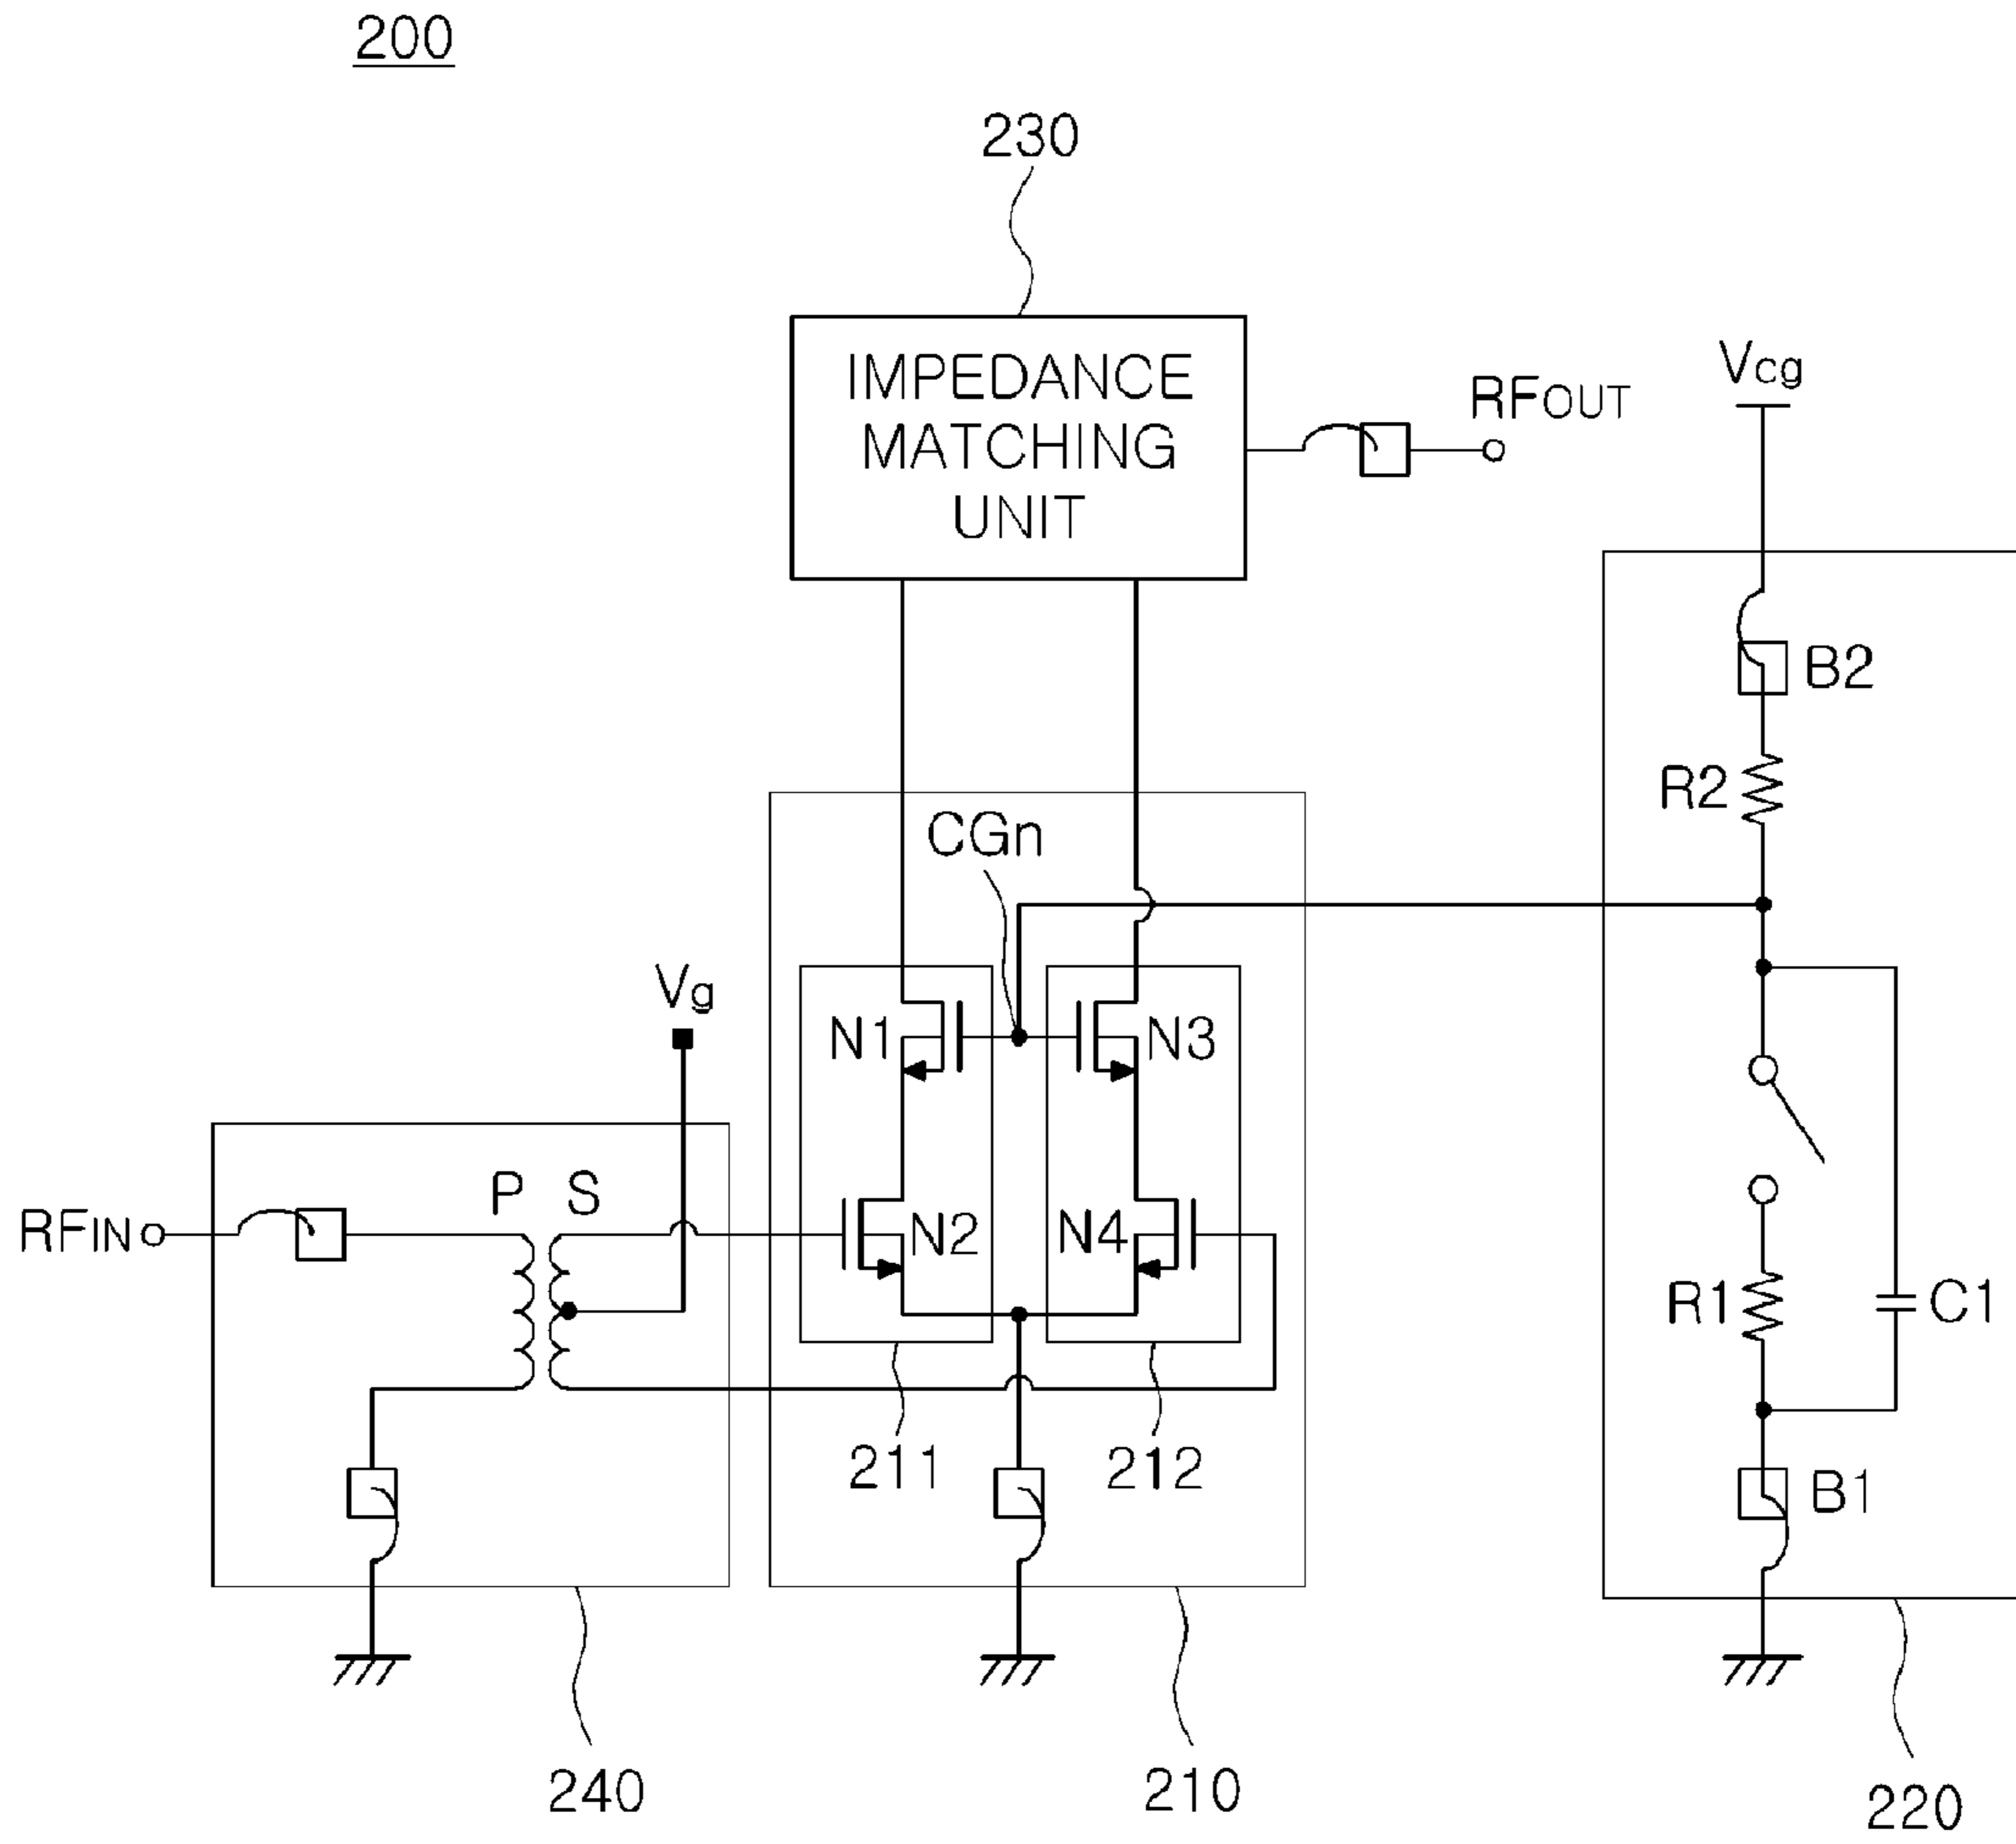 200
230
IMPEDANCE
MATCHING
UNIT
RFOUT
Vcg
B2
R2
CGn
Vg
N1
N3
P
S
RFIN
N2
N4
R1
C1
211
212
B1
240
210
220